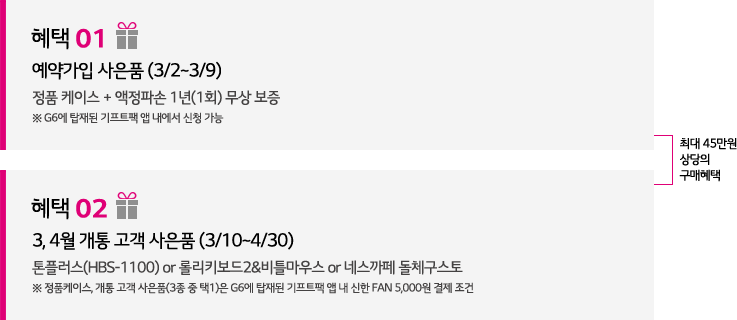 혜택 01
예약가입 사은품 (3/2~3/9)
정품 케이스 + 액정파손 1년(1회) 무상 보증
※ G6에 탑재된 기프트팩 앱 내에서 신청 가능
최대 45만원
상당의
구매혜택
혜택 02
3, 4월 개통 고객 사은품 (3/10~4/30)
톤플러스(HBS-1100) or 롤리키보드2&비틀마우스 or 네스까페 돌체구스토
※ 정품케이스, 개통 고객 사은품(3종 중 택1)은 G6에 탑재된 기프트팩 앱 내 신한 FAN 5,000원 결제 조건